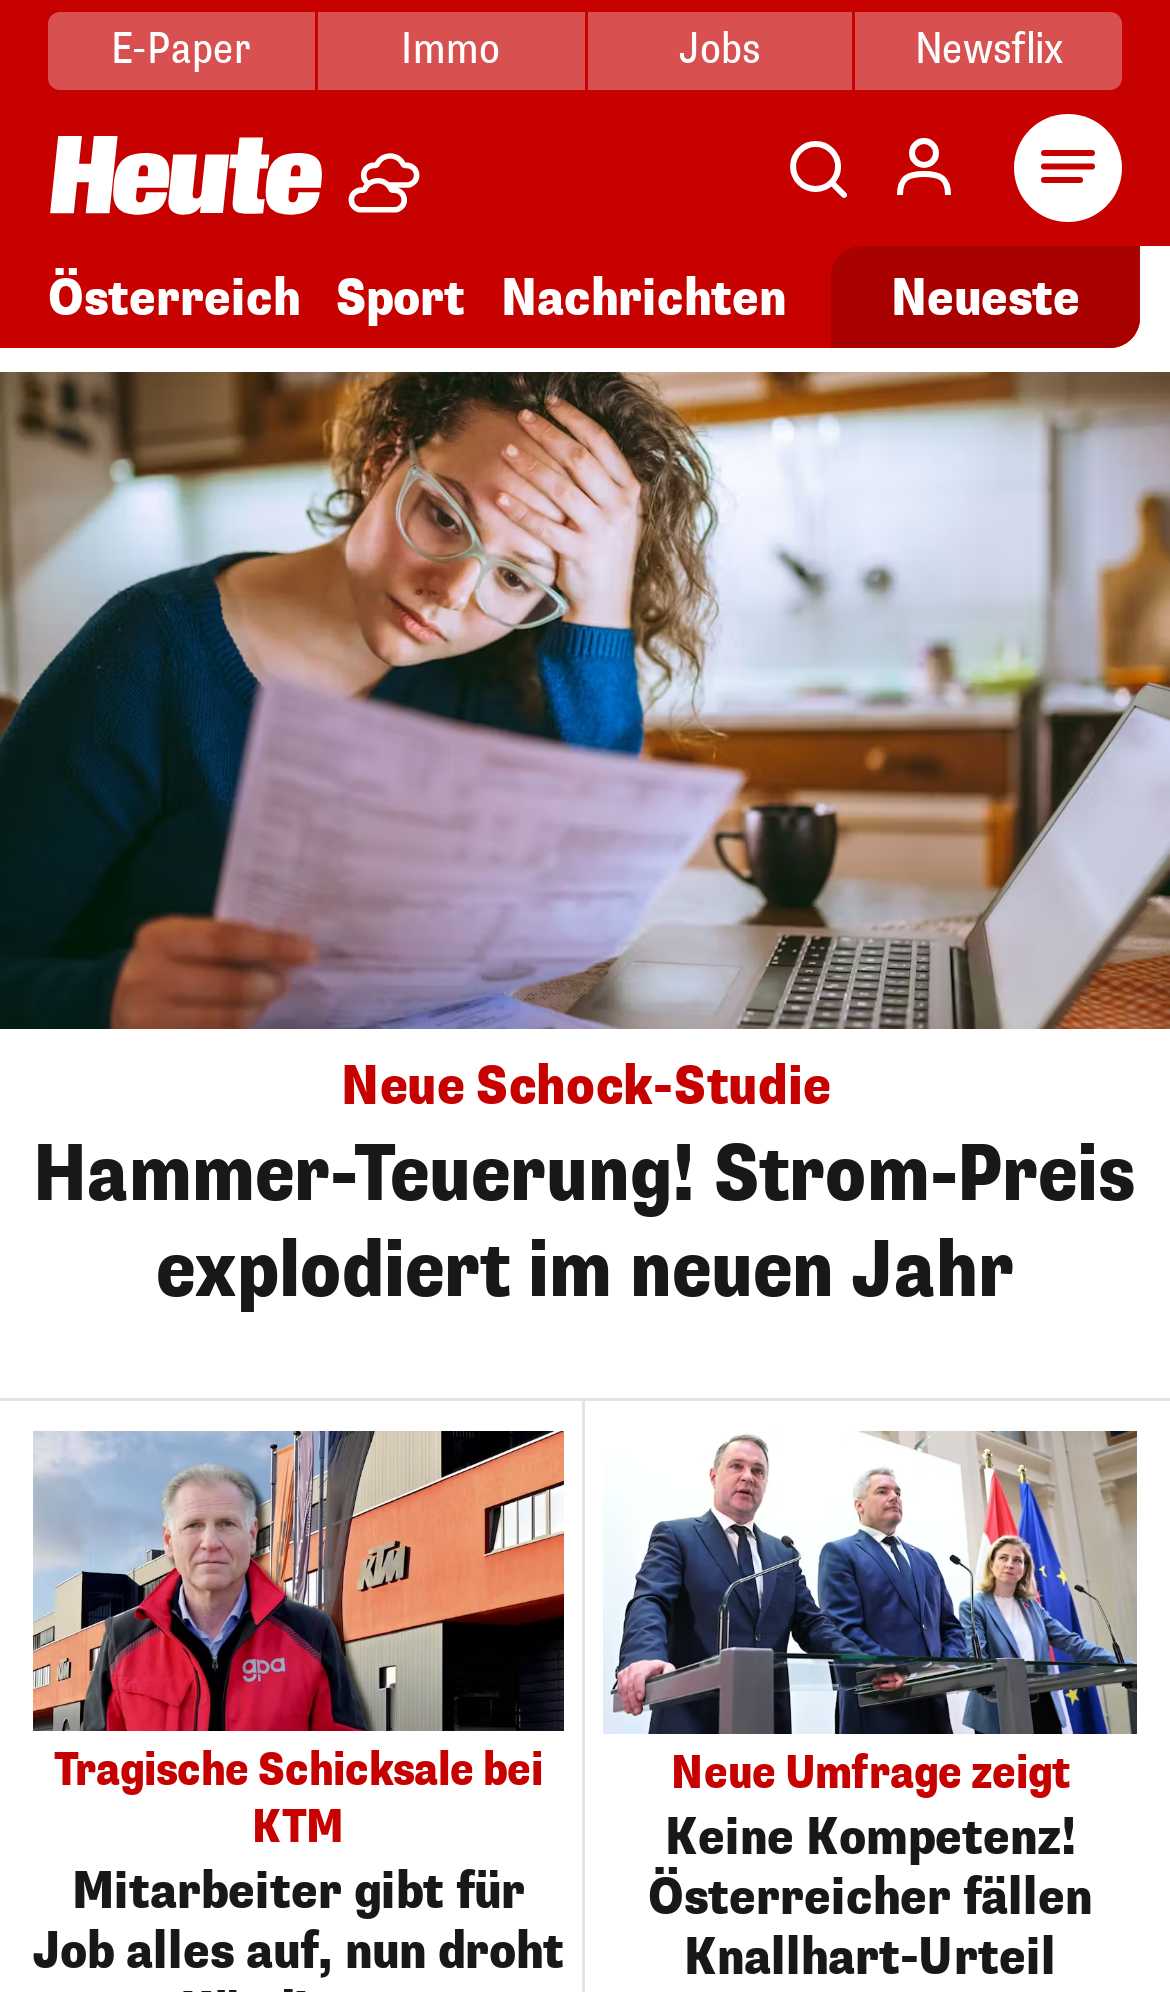 E-Paper
Immo
Jobs
Newsflix
Heute
Österreich
Sport
Nachrichten
Neueste
Neue Schock-Studie
Hammer-Teuerung! Strom-Preis
explodiert im neuen Jahr
KTM
KTM
gpa
Tragische Schicksale bei
KTM
Mitarbeiter gibt für
Job alles auf, nun droht
Neue Umfrage zeigt
Keine Kompetenz!
Österreicher fällen
Knallhart-Urteil